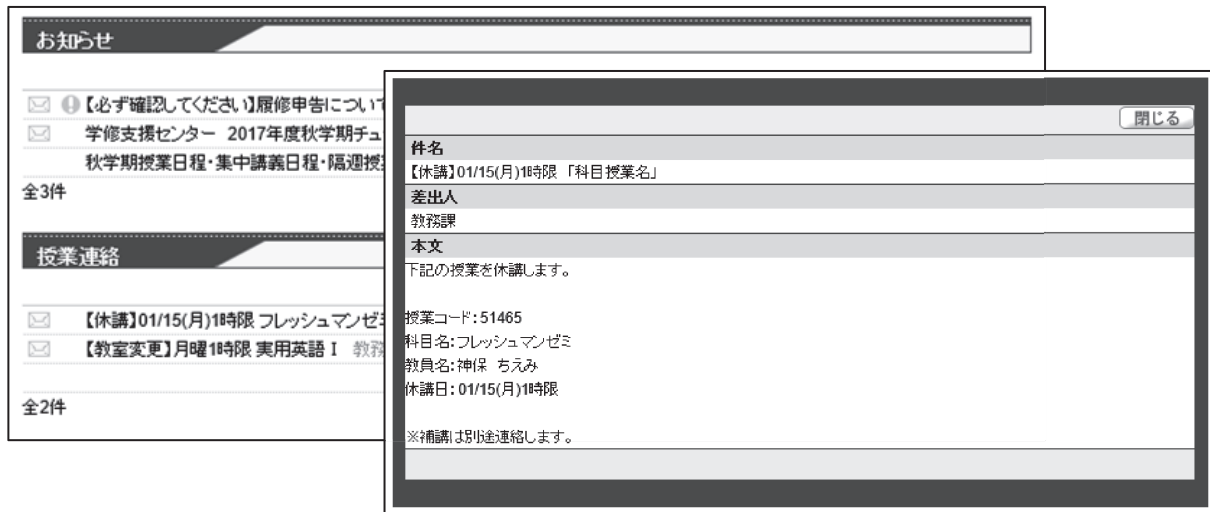 お知らせ
【必ず確認してください】履修申告について
学修支援センター 2017年度秋学期チュ
秋学期授業日程・集中講義日程・隔週授
全3件
授業連絡
【休講】01/15(月)1時限 フレッシュマンゼミ
【教室変更】月曜1時限 実用英語Ⅰ 教務
全2件
閉じる
件名
【休講】01/15(月)1時限 「科目授業名」
差出人
教務課
本文
下記の授業を休講します。
授業コード:51465
科目名:フレッシュマンゼミ
教員名:神保 ちえみ
休講日:01/15(月)1時限
※補講は別途連絡します。